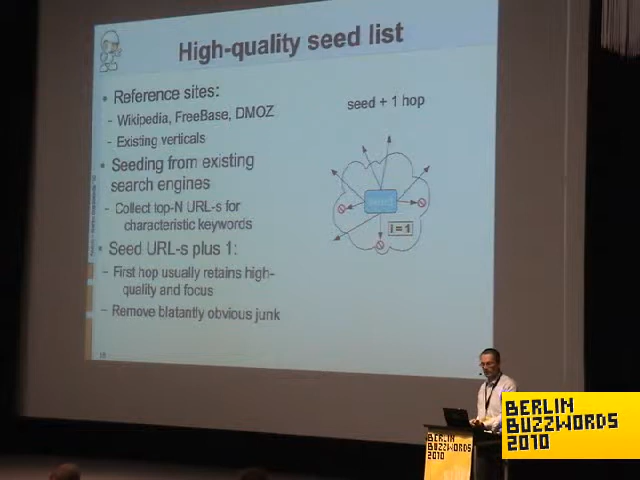 High-quality seed list
• Reference sites:
– Wikipedia, FreeBase, DMOZ
– Existing verticals
• Seeding from existing
search engines
– Collect top-N URL-s for
characteristic keywords
• Seed URL-s plus 1:
– First hop usually retains high-
quality and focus
– Remove blatantly obvious junk
seed + 1 hop
i = 1
BERLIN
BUZZWORDS
2010
BERLIN
BUZZWORDS
2010